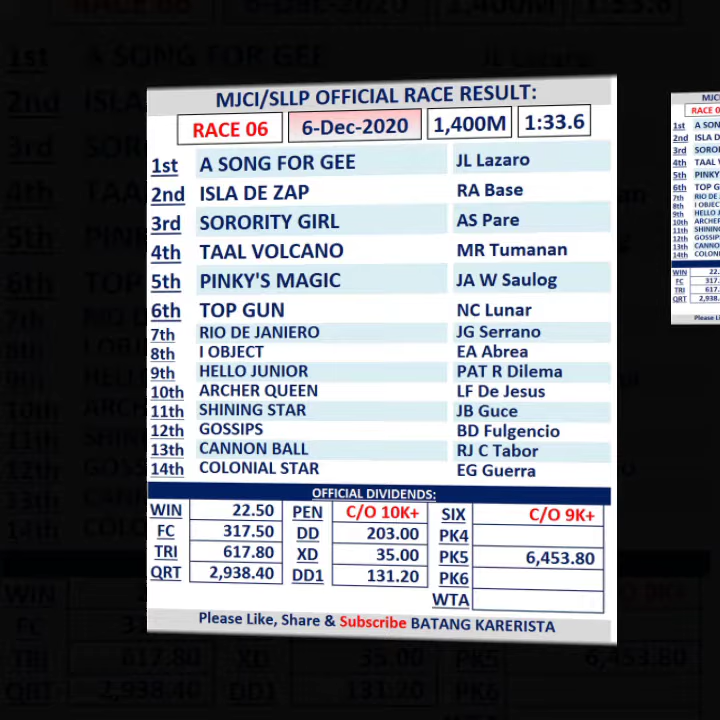 MJCI/SLLP OFFICIAL RACE RESULT:
RACE 06 6-Dec-2020 1,400M 1:33.6
1st A SONG FOR GEE JL Lazaro
2nd ISLA DE ZAP RA Base
3rd SORORITY GIRL AS Pare
4th TAAL VOLCANO MR Tumanan
5th PINKY'S MAGIC JA W Saulog
6th TOP GUN NC Lunar
7th RIO DE JANIERO JG Serrano
8th I OBJECT EA Abrea
9th HELLO JUNIOR PAT R Dilema
10th ARCHER QUEEN LF De Jesus
11th SHINING STAR JB Guce
12th GOSSIPS BD Fulgencio
13th CANNON BALL RJ C Tabor
14th COLONIAL STAR EG Guerra
OFFICIAL DIVIDENDS:
WIN 22.50 PEN C/O 10K+ SIX C/O 9K+
FC 317.50 DD 203.00 PK4
TRI 617.80 XD 35.00 PK5 6,453.80
QRT 2,938.40 DD1 131.20 PK6
WTA
Please Like, Share & Subscribe BATANG KARERISTA